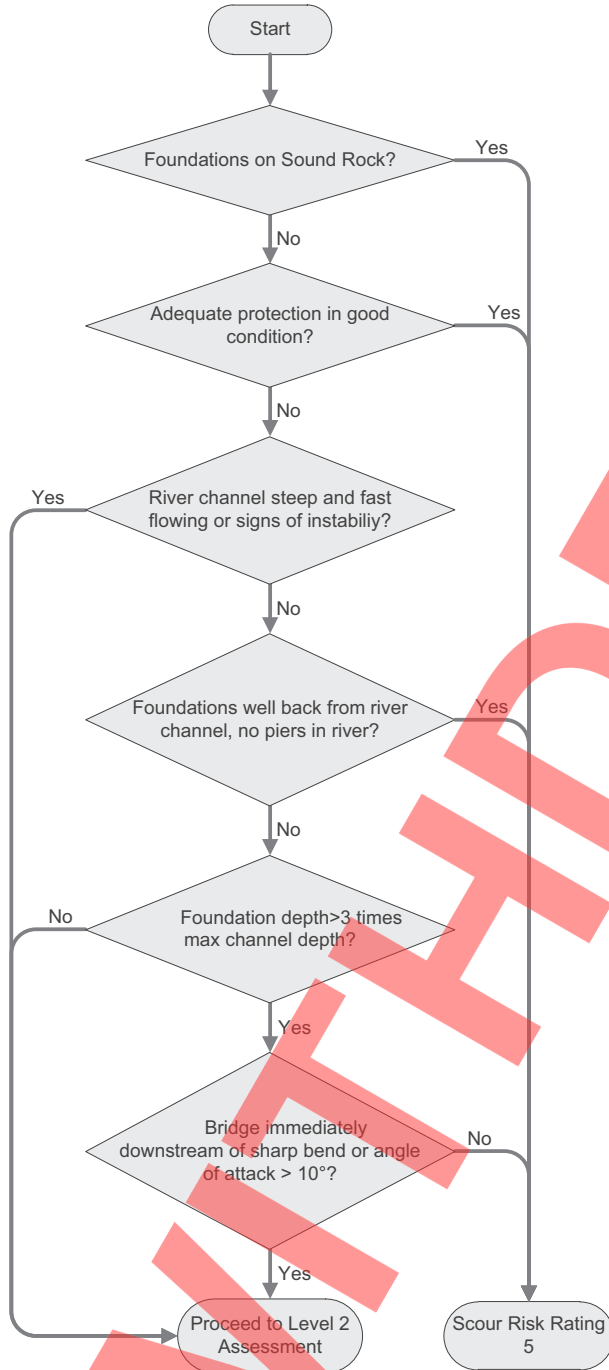 Start
Foundations on Sound Rock?
Yes
No
Adequate protection in good
condition?
Yes
No
Yes
River channel steep and fast
flowing or signs of instabiliy?
No
Foundations well back from river
channel, no piers in river?
Yes
No
No
Foundation depth>3 times
max channel depth?
Yes
Bridge immediately
downstream of sharp bend or angle
of attack > 10°?
No
Yes
Proceed to Level 2
Assessment
Scour Risk Rating
5